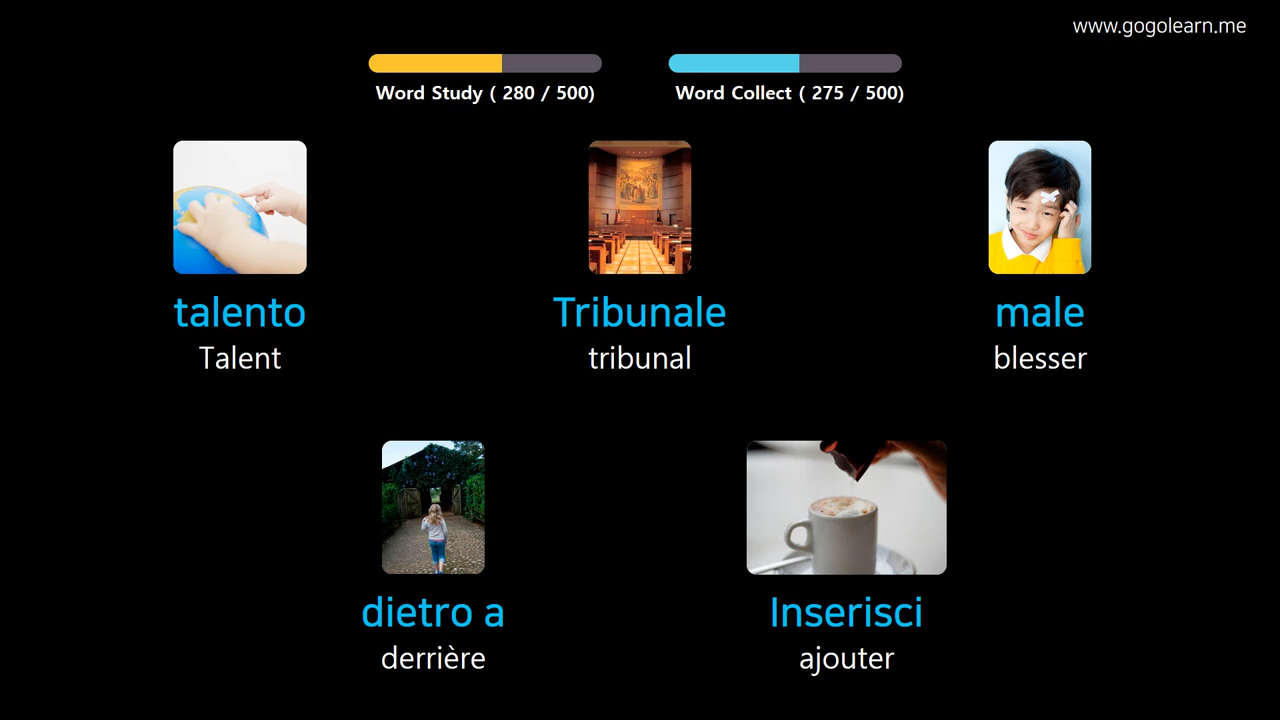 www.gogolearn.me
Word Study ( 280 / 500)
Word Collect ( 275 / 500)
talento
Talent
Tribunale
tribunal
male
blesser
dietro a
derrière
Inserisci
ajouter